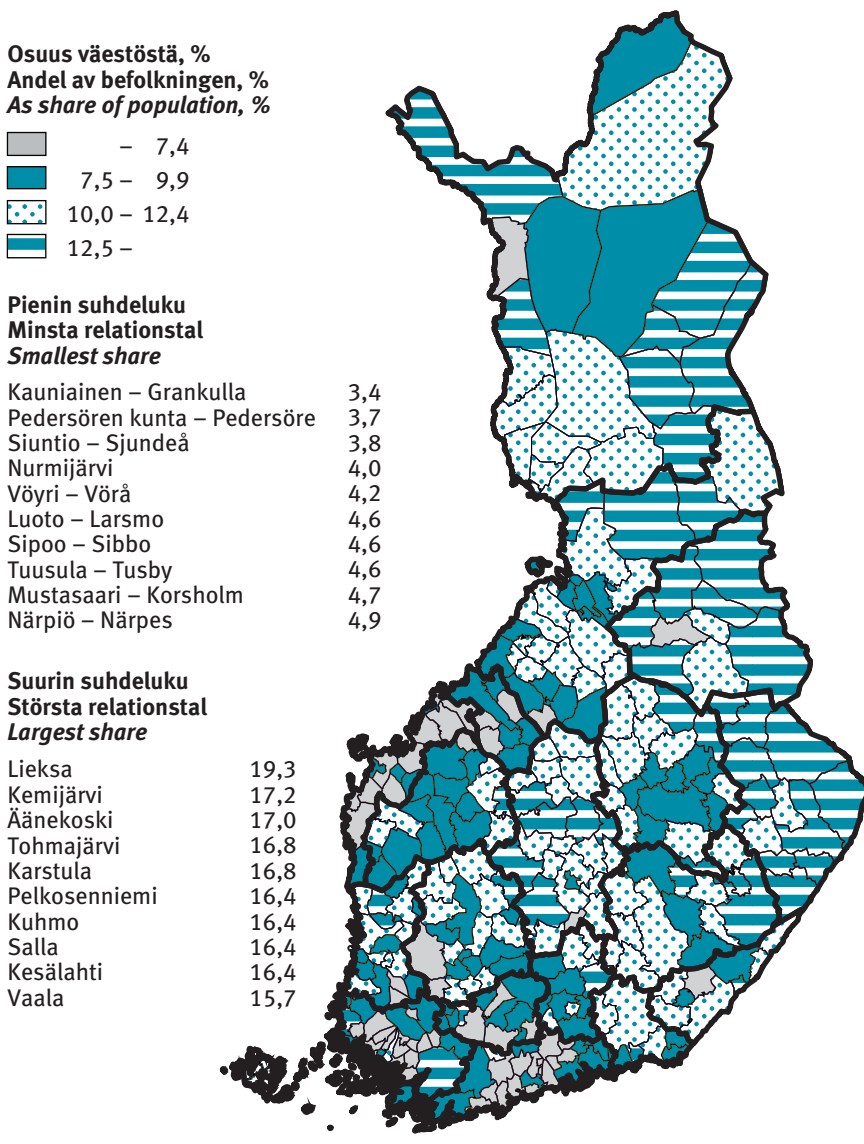 Osuus väestöstä, %
Andel av befolkningen, %
As share of population, %
– 7,4
7,5 – 9,9
10,0 – 12,4
12,5 –
Pienin suhdeluku
Minsta relationstal
Smallest share
Kauniainen – Grankulla 3,4
Pedersören kunta – Pedersöre 3,7
Siuntio – Sjundeå 3,8
Nurmijärvi 4,0
Vöyri – Vörå 4,2
Luoto – Larsmo 4,6
Sipoo – Sibbo 4,6
Tuusula – Tusby 4,6
Mustasaari – Korsholm 4,7
Närpiö – Närpes 4,9
Suurin suhdeluku
Största relationstal
Largest share
Lieksa 19,3
Kemijärvi 17,2
Äänekoski 17,0
Tohmajärvi 16,8
Karstula 16,8
Pelkosenniemi 16,4
Kuhmo 16,4
Salla 16,4
Kesälahti 16,4
Vaala 15,7